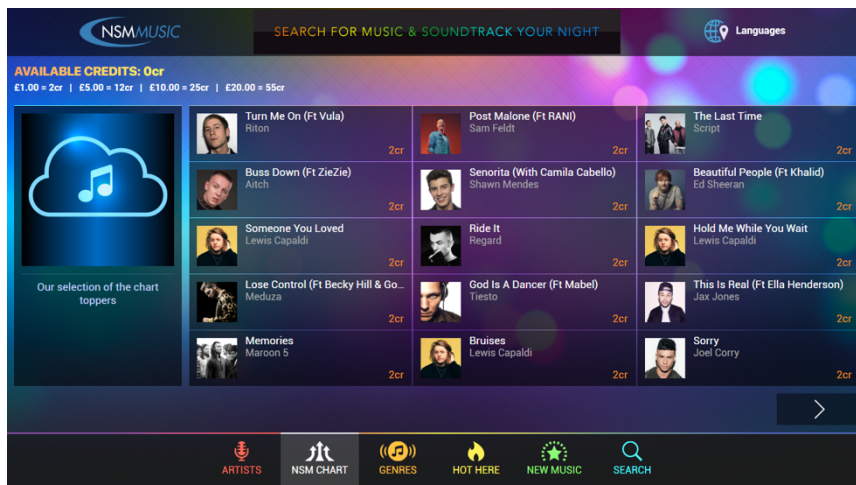 NSMMUSIC
SEARCH FOR MUSIC & SOUNDTRACK YOUR NIGHT
Languages
AVAILABLE CREDITS: 0cr
£1.00 = 2cr | £5.00 = 12cr | £10.00 = 25cr | £20.00 = 55cr
Our selection of the chart
toppers
Turn Me On (Ft Vula)
Riton
2cr
Post Malone (Ft RANI)
Sam Feldt
2cr
The Last Time
Script
2cr
Buss Down (Ft ZieZie)
Aitch
2cr
Senorita (With Camila Cabello)
Shawn Mendes
2cr
Beautiful People (Ft Khalid)
Ed Sheeran
2cr
Someone You Loved
Lewis Capaldi
2cr
Ride It
Regard
2cr
Hold Me While You Wait
Lewis Capaldi
2cr
Lose Control (Ft Becky Hill & Go...
Meduza
2cr
God Is A Dancer (Ft Mabel)
Tiesto
2cr
This Is Real (Ft Ella Henderson)
Jax Jones
2cr
Memories
Maroon 5
2cr
Bruises
Lewis Capaldi
2cr
Sorry
Joel Corry
2cr
ARTISTS
NSM CHART
GENRES
HOT HERE
NEW MUSIC
SEARCH